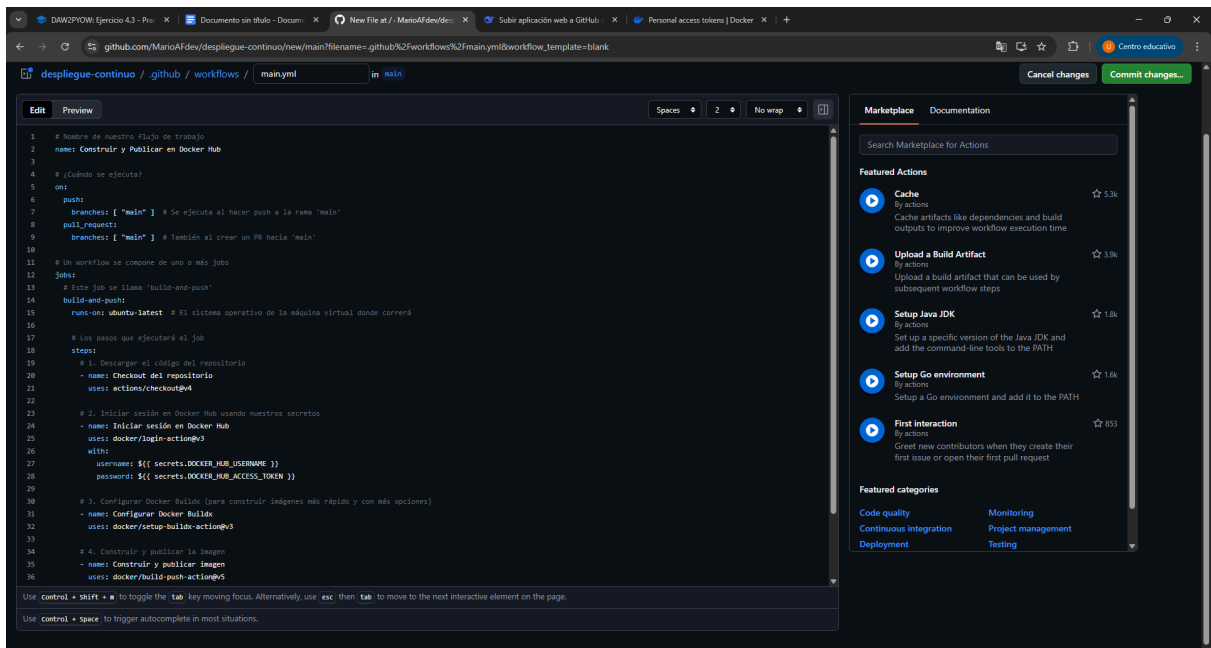 DAW2PYOW: Ejercicio 4.3 - Prac
Documento sin título - Docume
New File at / · MarioAFdev/des
Subir aplicación web a GitHub
Personal access tokens | Docker
github.com/MarioAFdev/despliegue-continuo/new/main?filename=.github%2Fworkflows%2Fmain.yml&workflow_template=blank
Centro educativo
despliegue-continuo / .github / workflows / main.yml in main
Cancel changes
Commit changes...
Edit Preview
Spaces 2 No wrap
1 # Nombre de nuestro flujo de trabajo
2 name: Construir y Publicar en Docker Hub
3
4 # ¿Cuándo se ejecuta?
5 on:
6 push:
7 branches: [ "main" ] # Se ejecuta al hacer push a la rama 'main'
8 pull_request:
9 branches: [ "main" ] # También al crear un PR hacia 'main'
10
11 # Un workflow se compone de uno o más jobs
12 jobs:
13 # Este job se llama 'build-and-push'
14 build-and-push:
15 runs-on: ubuntu-latest # El sistema operativo de la máquina virtual donde correrá
16
17 # Los pasos que ejecutará el job
18 steps:
19 # 1. Descargar el código del repositorio
20 - name: Checkout del repositorio
21 uses: actions/checkout@v4
22
23 # 2. Iniciar sesión en Docker Hub usando nuestros secretos
24 - name: Iniciar sesión en Docker Hub
25 uses: docker/login-action@v3
26 with:
27 username: ${{ secrets.DOCKER_HUB_USERNAME }}
28 password: ${{ secrets.DOCKER_HUB_ACCESS_TOKEN }}
29
30 # 3. Configurar Docker Buildx (para construir imágenes más rápido y con más opciones)
31 - name: Configurar Docker Buildx
32 uses: docker/setup-buildx-action@v3
33
34 # 4. Construir y publicar la imagen
35 - name: Construir y publicar imagen
36 uses: docker/build-push-action@v5
Use Control + Shift + m to toggle the tab key moving focus. Alternatively, use esc then tab to move to the next interactive element on the page.
Use Control + Space to trigger autocomplete in most situations.
Marketplace Documentation
Search Marketplace for Actions
Featured Actions
Cache 5.3k
By actions
Cache artifacts like dependencies and build
outputs to improve workflow execution time
Upload a Build Artifact 3.9k
By actions
Upload a build artifact that can be used by
subsequent workflow steps
Setup Java JDK 1.8k
By actions
Set up a specific version of the Java JDK and
add the command-line tools to the PATH
Setup Go environment 1.6k
By actions
Setup a Go environment and add it to the PATH
First interaction 853
By actions
Greet new contributors when they create their
first issue or open their first pull request
Featured categories
Code quality Monitoring
Continuous integration Project management
Deployment Testing